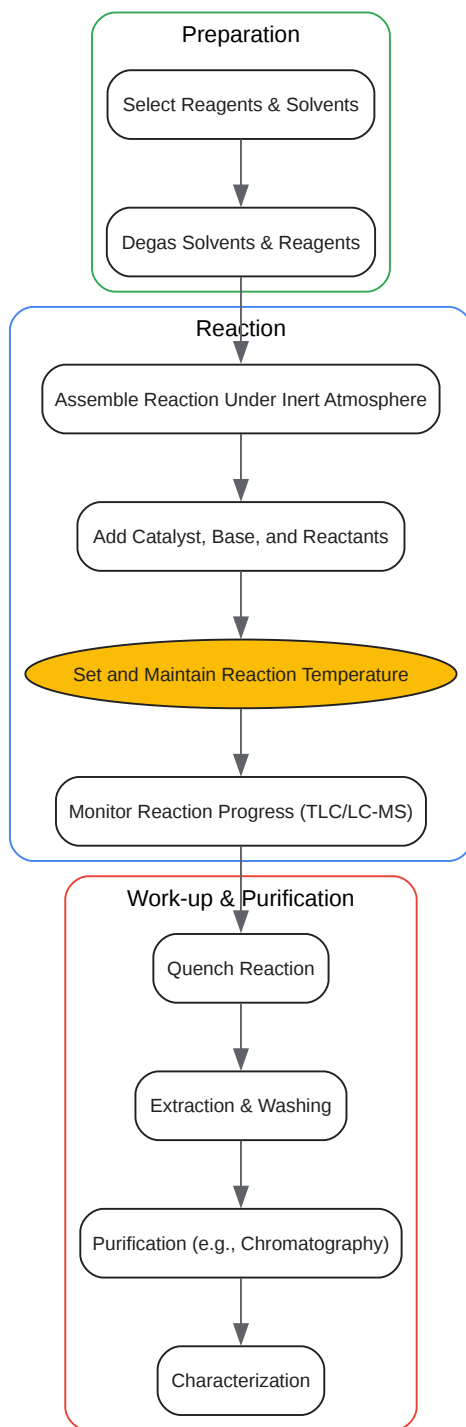 Preparation
Select Reagents & Solvents
Degas Solvents & Reagents
Reaction
Assemble Reaction Under Inert Atmosphere
Add Catalyst, Base, and Reactants
Set and Maintain Reaction Temperature
Monitor Reaction Progress (TLC/LC-MS)
Work-up & Purification
Quench Reaction
Extraction & Washing
Purification (e.g., Chromatography)
Characterization